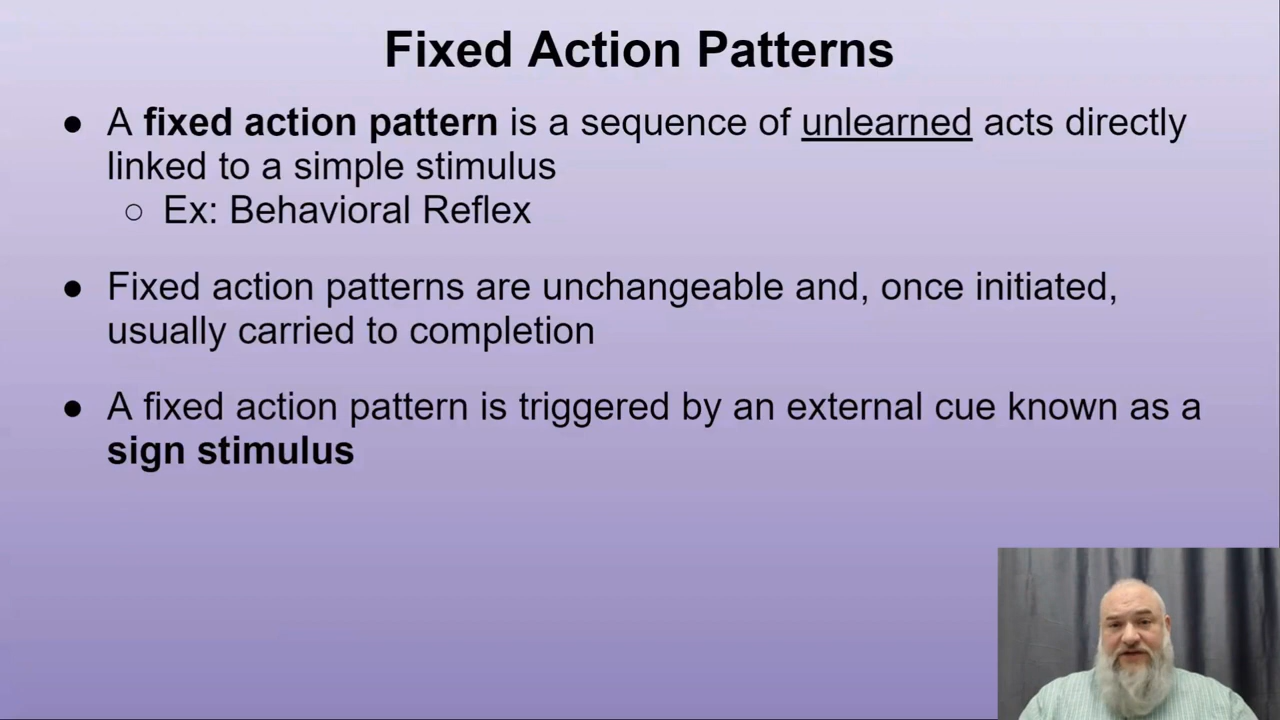 Fixed Action Patterns
● A fixed action pattern is a sequence of unlearned acts directly
linked to a simple stimulus
○ Ex: Behavioral Reflex
● Fixed action patterns are unchangeable and, once initiated,
usually carried to completion
● A fixed action pattern is triggered by an external cue known as a
sign stimulus